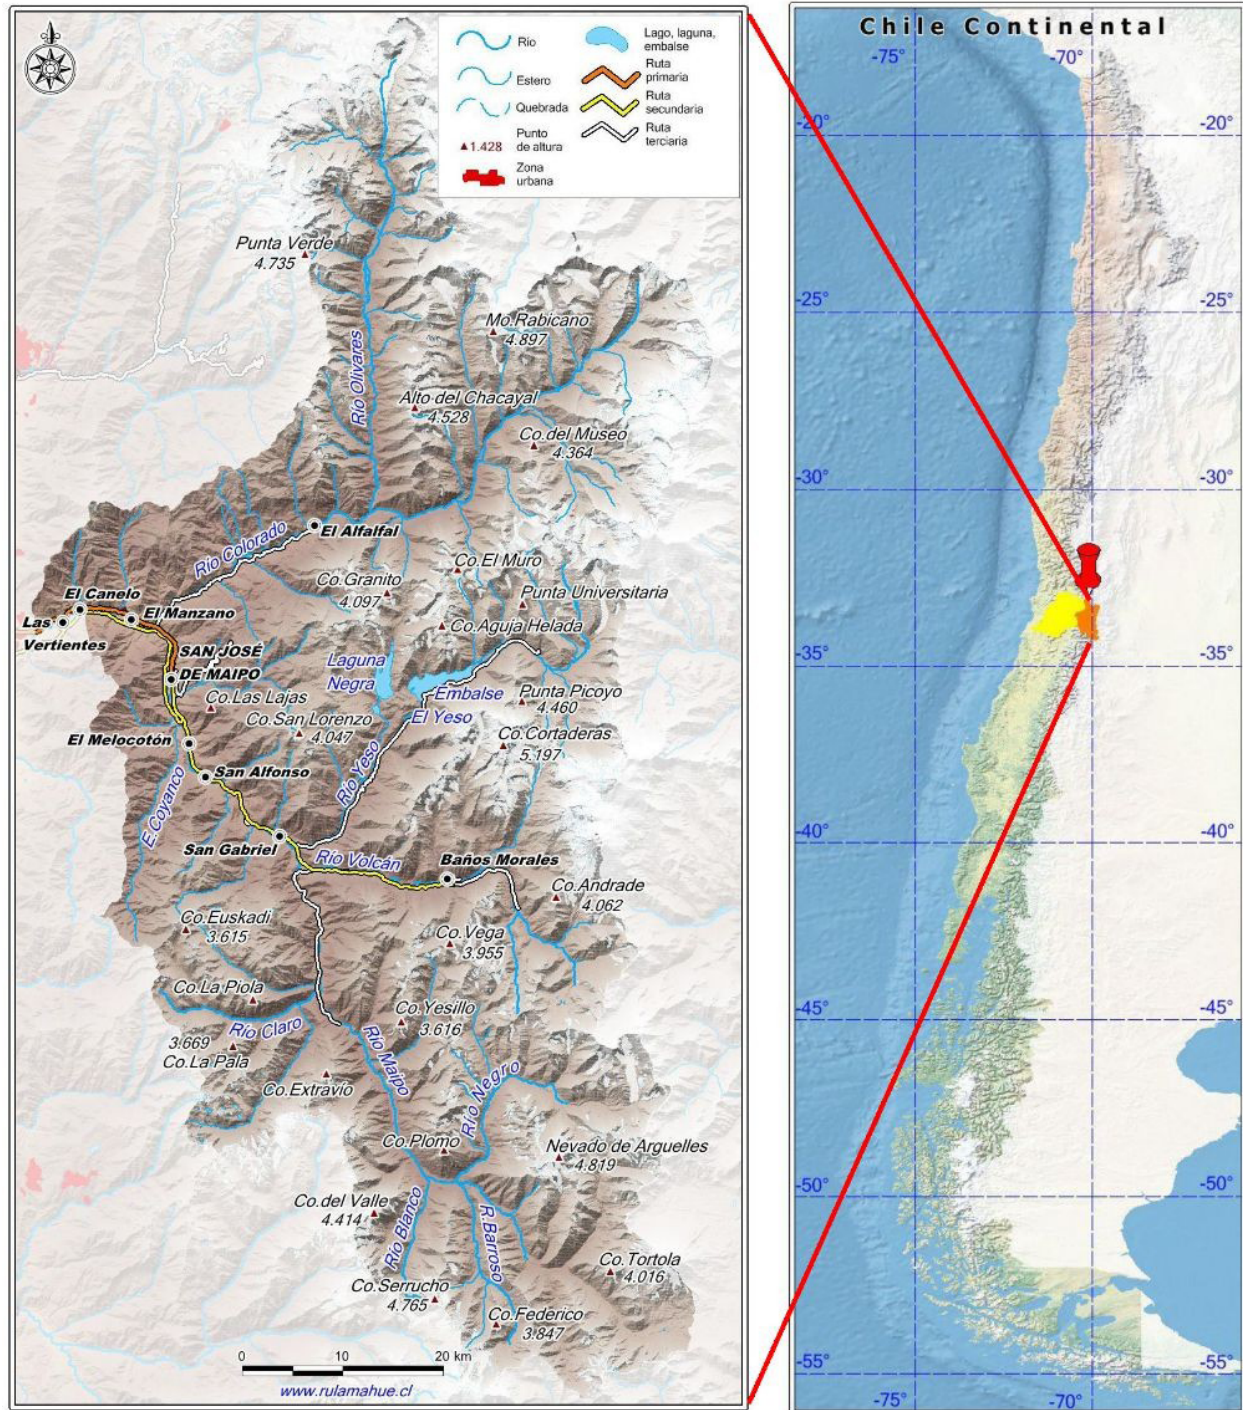 Río
Estero
Quebrada
1.428
Punto
de altura
Zona
urbana
Lago, laguna,
embalse
Ruta
primaria
Ruta
secundaria
Ruta
terciaria
Punta Verde
4.735
Mo.Rabicano
4.897
Río Olivares
Alto del Chacayal
4.528
Co.del Museo
4.364
El Alfalfal
Río Colorado
Co.El Muro
Co.Granito
4.097
Punta Universitaria
El Canelo
El Manzano
Las
Vertientes
Co.Aguja Helada
SAN JOSÉ
DE MAIPO
Laguna
Negra
Embalse
El Yeso
Co.Las Lajas
Punta Picoyo
4.460
Co.San Lorenzo
4.047
El Melocotón
Co.Cortaderas
5.197
San Alfonso
Río Yeso
E.Coyanco
San Gabriel
Río Volcán
Baños Morales
Co.Andrade
4.062
Co.Euskadi
3.615
Co.Vega
3.955
Co.La Piola
Río Claro
Co.Yesillo
3.616
3.669
Co.La Pala
Río Maipo
Co.Extravío
Río Negro
Co.Plomo
Nevado de Arguelles
4.819
Co.del Valle
4.414
Río Blanco
R.Barroso
Co.Tortola
4.016
Co.Serrucho
4.765
Co.Federico
3.847
0 10 20 km
www.rulamahue.cl
Chile Continental
-75° -70°
-20° -20°
-25° -25°
-30° -30°
-35° -35°
-40° -40°
-45° -45°
-50° -50°
-55° -55°
-75° -70°